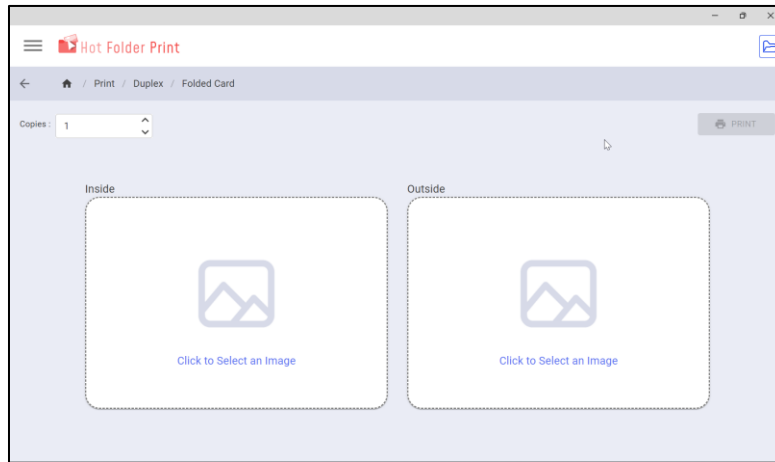 Hot Folder Print
/ Print / Duplex / Folded Card
Copies : 1
PRINT
Inside
Outside
Click to Select an Image
Click to Select an Image